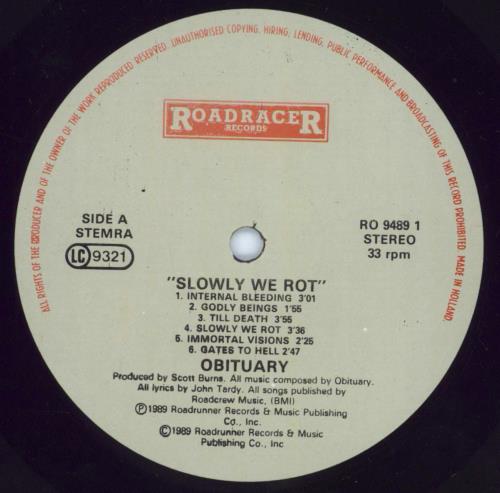 ALL RIGHTS OF THE PRODUCER AND OF THE OWNER OF THE WORK REPRODUCED RESERVED. UNAUTHORISED COPYING, HIRING, LENDING, PUBLIC PERFORMANCE AND BROADCASTING OF THIS RECORD PROHIBITED. MADE IN HOLLAND.
ROADRACER
RECORDS
SIDE A
STEMRA
LC 9321
RO 9489 1
STEREO
33 rpm
"SLOWLY WE ROT"
1. INTERNAL BLEEDING 3'01
2. GODLY BEINGS 1'55
3. TILL DEATH 3'55
4. SLOWLY WE ROT 3'36
5. IMMORTAL VISIONS 2'25
6. GATES TO HELL 2'47
OBITUARY
Produced by Scott Burns. All music composed by Obituary.
All lyrics by John Tardy. All songs published by
Roadcrew Music, (BMI)
Ⓟ1989 Roadrunner Records & Music Publishing
Co., Inc.
©1989 Roadrunner Records & Music
Publishing Co., Inc